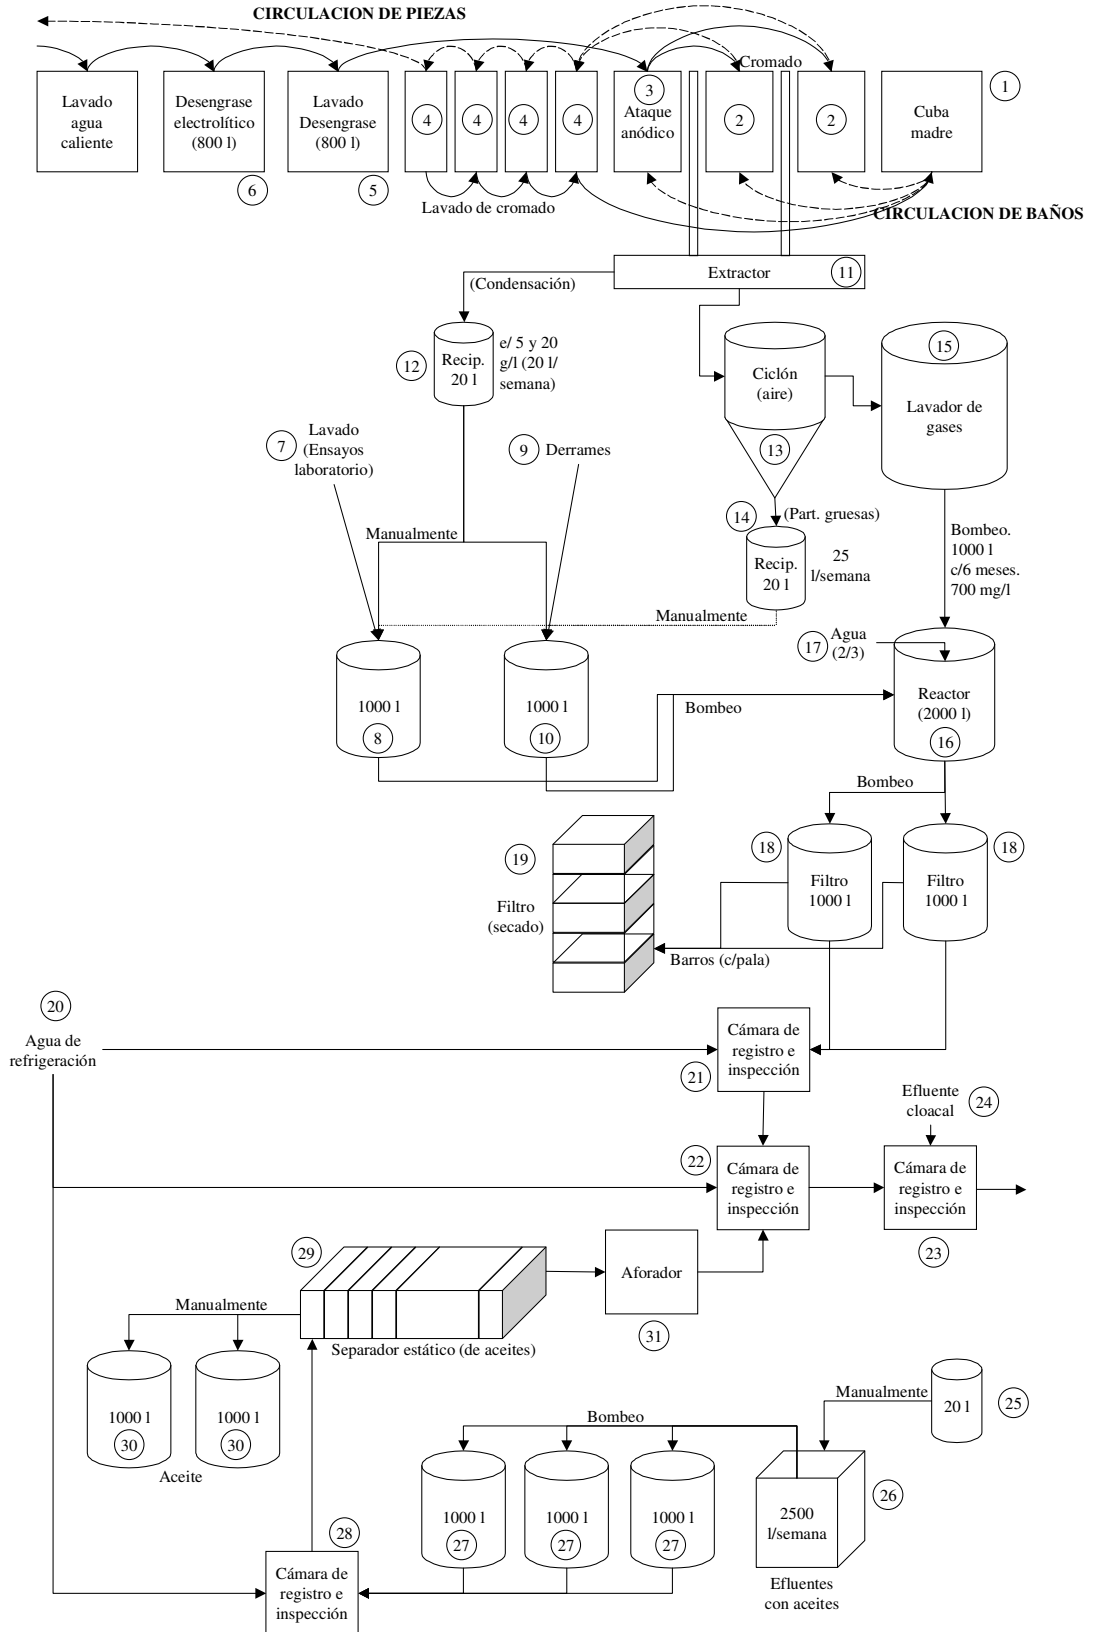 CIRCULACION DE PIEZAS
Cromado
Lavado
agua
caliente
Desengrase
electrolítico
(800 l)
6
Lavado
Desengrase
(800 l)
5
4
4
4
4
3
Ataque
anódico
2
2
Cuba
madre
1
Lavado de cromado
CIRCULACION DE BAÑOS
Extractor
11
(Condensación)
12
Recip.
20 l
e/ 5 y 20
g/l (20 l/
semana)
Ciclón
(aire)
13
15
Lavador de
gases
7
Lavado
(Ensayos
laboratorio)
9
Derrames
14
(Part. gruesas)
Recip.
20 l
25
l/semana
Bombeo.
1000 l
c/6 meses.
700 mg/l
Manualmente
Manualmente
17
Agua
(2/3)
1000 l
8
1000 l
10
Bombeo
Reactor
(2000 l)
16
Bombeo
19
Filtro
(secado)
18
Filtro
1000 l
18
Filtro
1000 l
Barros (c/pala)
20
Agua de
refrigeración
Cámara de
registro e
inspección
21
Efluente
cloacal
24
22
Cámara de
registro e
inspección
Cámara de
registro e
inspección
23
29
Aforador
31
Manualmente
Separador estático (de aceites)
1000 l
30
1000 l
30
Aceite
Manualmente
20 l
25
Bombeo
1000 l
27
1000 l
27
1000 l
27
2500
l/semana
26
Efluentes
con aceites
28
Cámara de
registro e
inspección